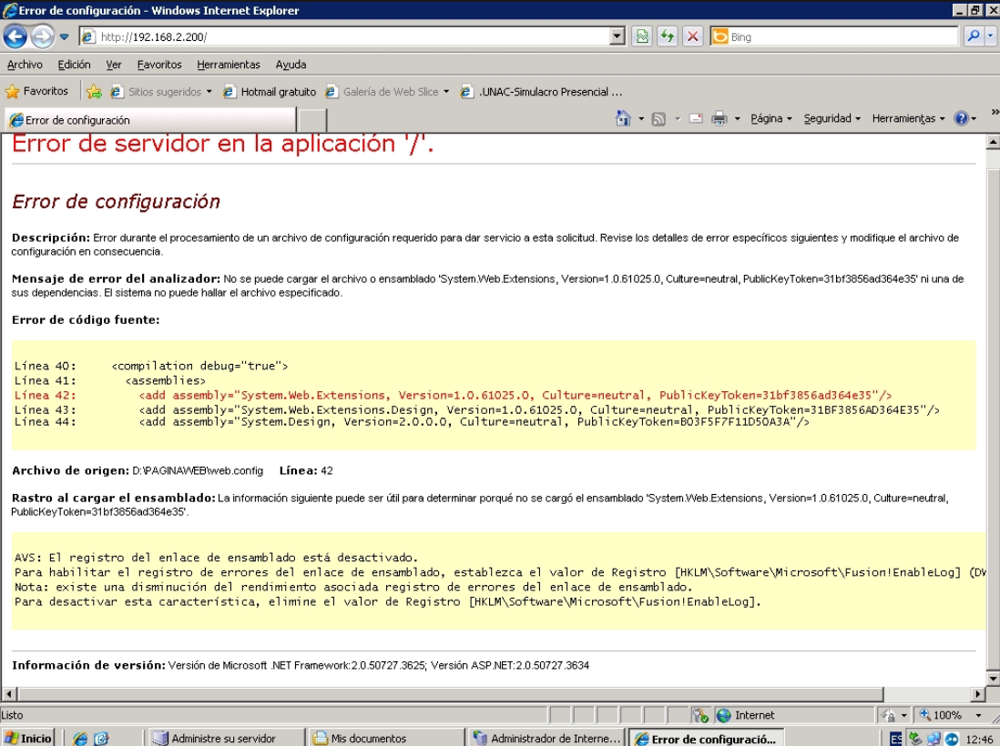 Error de configuración - Windows Internet Explorer
http://192.168.2.200/
Bing
Archivo Edición Ver Favoritos Herramientas Ayuda
Favoritos Sitios sugeridos Hotmail gratuito Galería de Web Slice .UNAC-Simulacro Presencial ...
Error de configuración
Página Seguridad Herramientas »
Error de servidor en la aplicación '/'.
Error de configuración
Descripción: Error durante el procesamiento de un archivo de configuración requerido para dar servicio a esta solicitud. Revise los detalles de error específicos siguientes y modifique el archivo de
configuración en consecuencia.
Mensaje de error del analizador: No se puede cargar el archivo o ensamblado 'System.Web.Extensions, Version=1.0.61025.0, Culture=neutral, PublicKeyToken=31bf3856ad364e35' ni una de
sus dependencias. El sistema no puede hallar el archivo especificado.
Error de código fuente:
Línea 40: <compilation debug="true">
Línea 41: <assemblies>
Línea 42: <add assembly="System.Web.Extensions, Version=1.0.61025.0, Culture=neutral, PublicKeyToken=31bf3856ad364e35"/>
Línea 43: <add assembly="System.Web.Extensions.Design, Version=1.0.61025.0, Culture=neutral, PublicKeyToken=31BF3856AD364E35"/>
Línea 44: <add assembly="System.Design, Version=2.0.0.0, Culture=neutral, PublicKeyToken=B03F5F7F11D50A3A"/>
Archivo de origen: D:\PAGINAWEB\web.config Línea: 42
Rastro al cargar el ensamblado: La información siguiente puede ser útil para determinar porqué no se cargó el ensamblado 'System.Web.Extensions, Version=1.0.61025.0, Culture=neutral,
PublicKeyToken=31bf3856ad364e35'.
AVS: El registro del enlace de ensamblado está desactivado.
Para habilitar el registro de errores del enlace de ensamblado, establezca el valor de Registro [HKLM\Software\Microsoft\Fusion!EnableLog] (DW
Nota: existe una disminución del rendimiento asociada registro de errores del enlace de ensamblado.
Para desactivar esta característica, elimine el valor de Registro [HKLM\Software\Microsoft\Fusion!EnableLog].
Información de versión: Versión de Microsoft .NET Framework:2.0.50727.3625; Versión ASP.NET:2.0.50727.3634
Listo Internet 100%
Inicio Administre su servidor Mis documentos Administrador de Interne... Error de configuració... ES 12:46